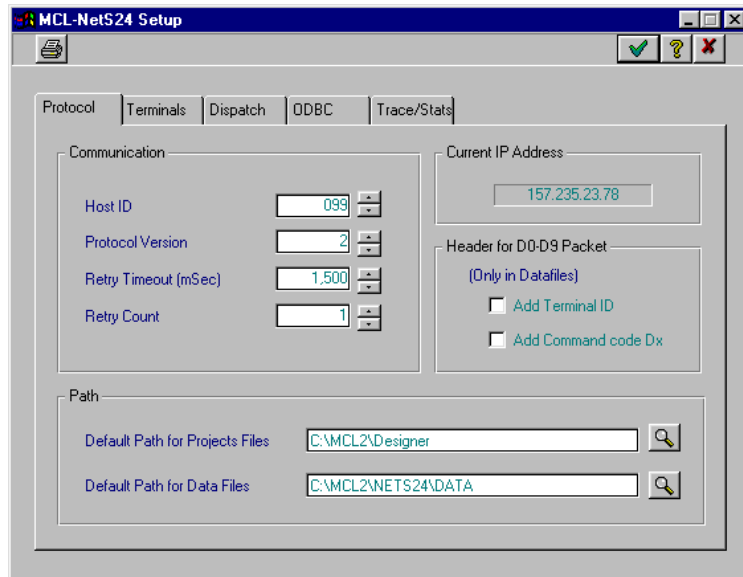 MCL-NetS24 Setup
Protocol Terminals Dispatch ODBC Trace/Stats
Communication
Host ID 099
Protocol Version 2
Retry Timeout (mSec) 1,500
Retry Count 1
Current IP Address
157.235.23.78
Header for D0-D9 Packet
(Only in Datafiles)
Add Terminal ID
Add Command code Dx
Path
Default Path for Projects Files C:\MCL2\Designer
Default Path for Data Files C:\MCL2\NETS24\DATA